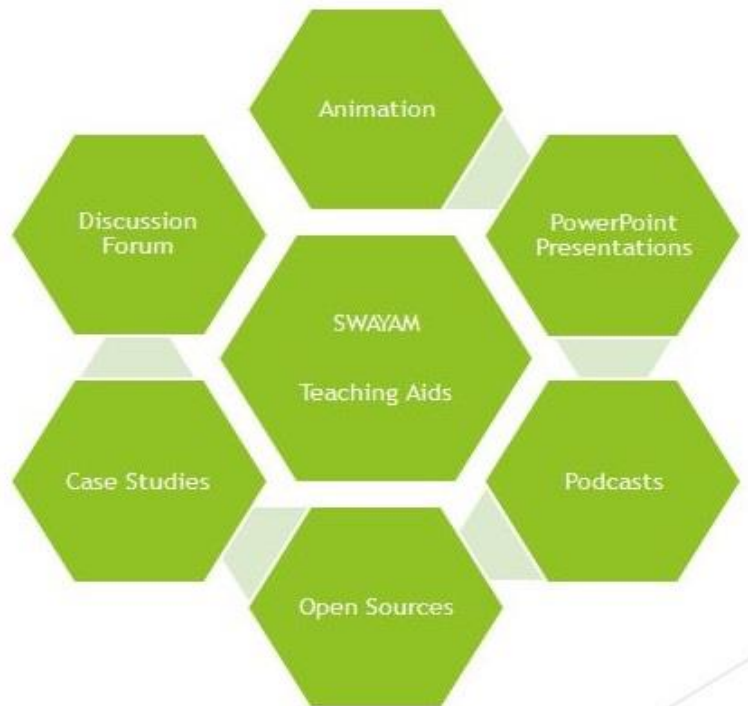 Animation
PowerPoint
Presentations
Discussion
Forum
SWAYAM
Teaching Aids
Case Studies
Podcasts
Open Sources